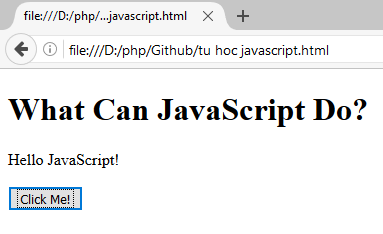 file:///D:/php/...javascript.html
file:///D:/php/Github/tu hoc javascript.html
What Can JavaScript Do?
Hello JavaScript!
Click Me!